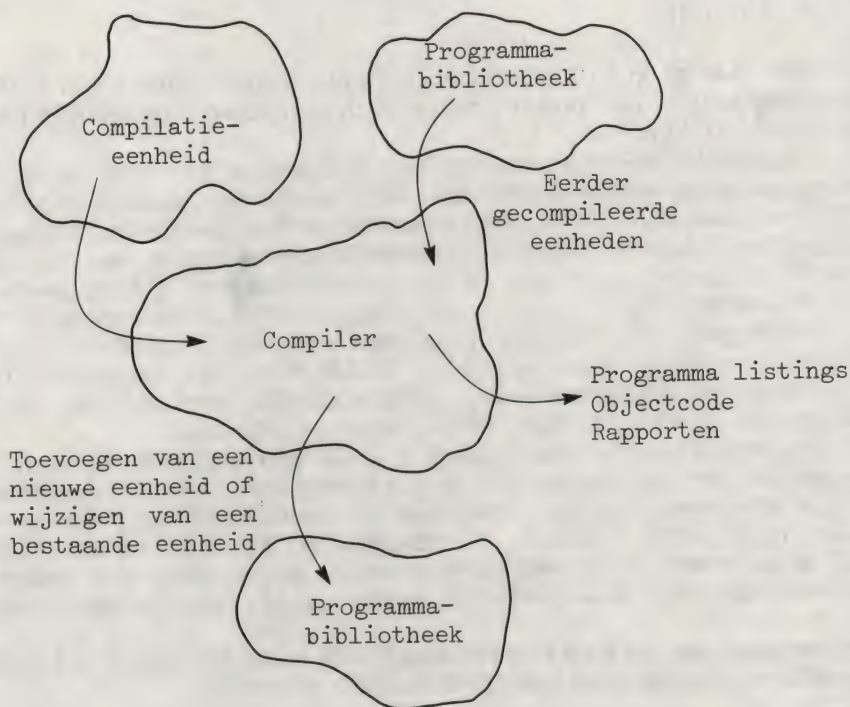 Programma-
bibliotheek
Compilatie-
eenheid
Eerder
gecompileerde
eenheden
Compiler
Programma listings
Objectcode
Rapporten
Toevoegen van een
nieuwe eenheid of
wijzigen van een
bestaande eenheid
Programma-
bibliotheek